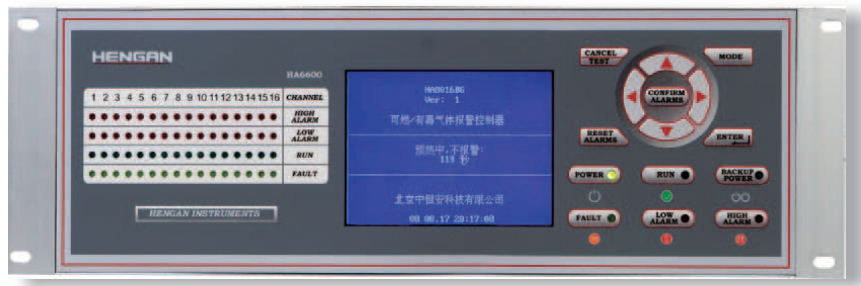 HENGAN
HA6600
1 2 3 4 5 6 7 8 9 10 11 12 13 14 15 16 CHANNEL
HIGH
ALARM
LOW
ALARM
RUN
FAULT
HENGAN INSTRUMENTS
Ver: 1
可燃/有毒气体报警控制器
预热中,不报警:
119 秒
北京中恒安科技有限公司
08.08.17 20:17:08
CANCEL
TEST
MODE
CONFIRM
ALARMS
RESET
ALARMS
ENTER
POWER
RUN
BACKUP
POWER
FAULT
LOW
ALARM
HIGH
ALARM